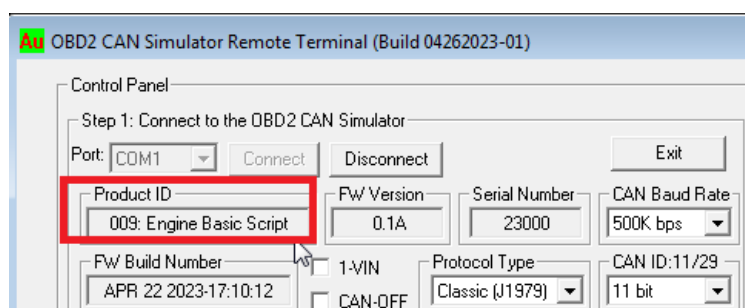 Au OBD2 CAN Simulator Remote Terminal (Build 04262023-01)
Control Panel
Step 1: Connect to the OBD2 CAN Simulator
Port: COM1 Connect Disconnect Exit
Product ID FW Version Serial Number CAN Baud Rate
009: Engine Basic Script 0.1A 23000 500K bps
FW Build Number 1-VIN Protocol Type CAN ID:11/29
APR 22 2023-17:10:12 CAN-OFF Classic (J1979) 11 bit